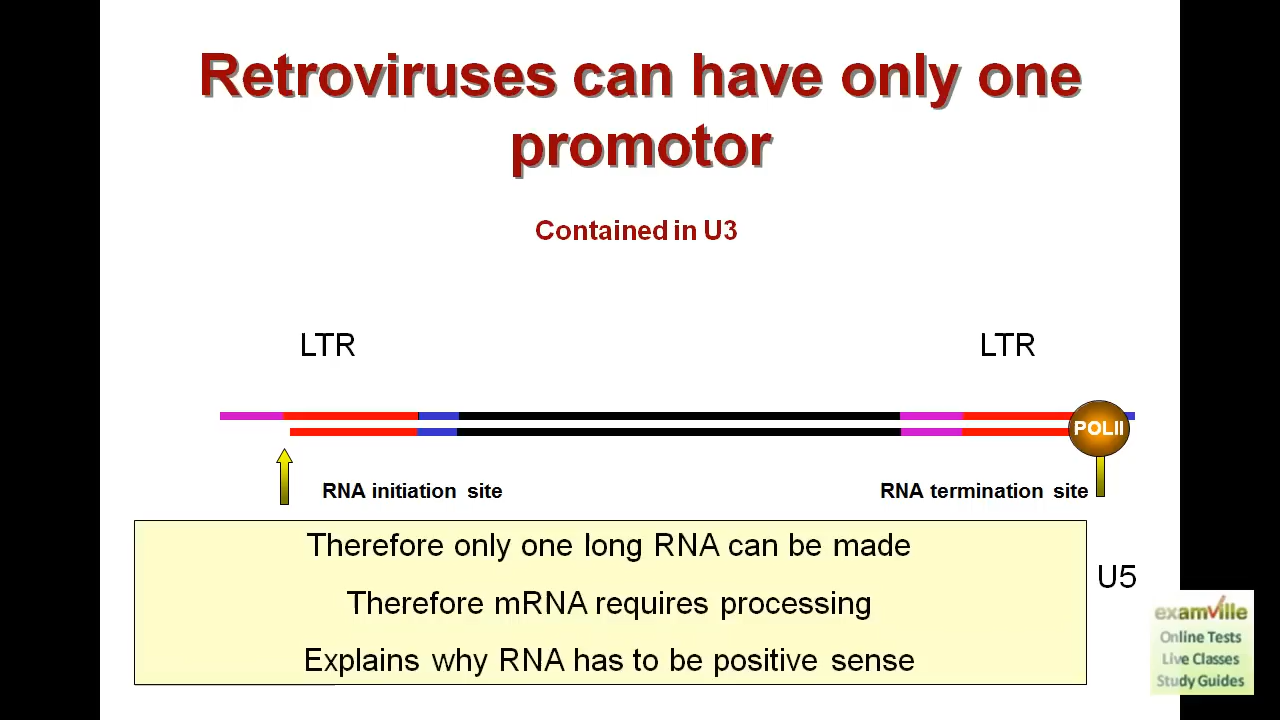 Retroviruses can have only one
promotor
Contained in U3
LTR LTR
POLII
RNA initiation site RNA termination site
Therefore only one long RNA can be made
Therefore mRNA requires processing
Explains why RNA has to be positive sense
U5
examville
Online Tests
Live Classes
Study Guides